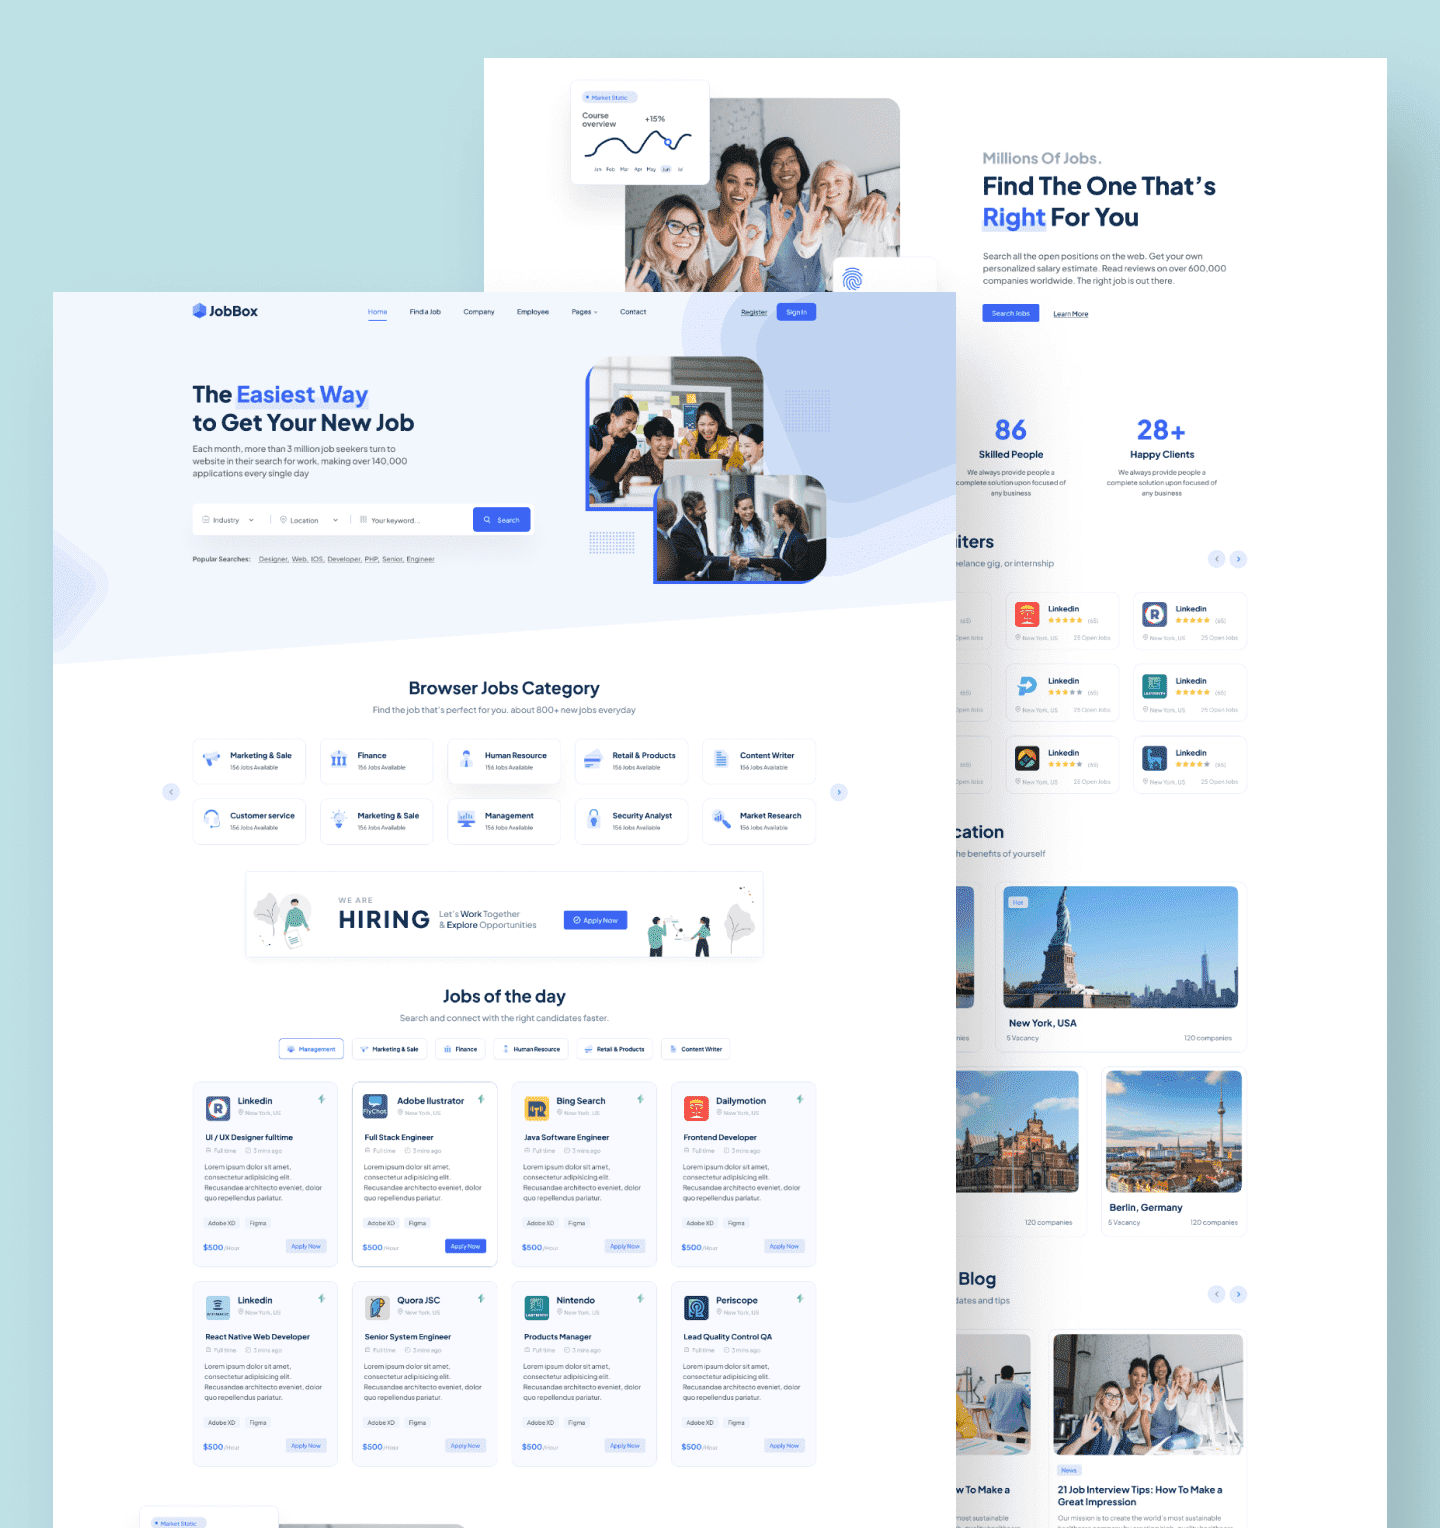 Market Static
Course
overview
+15%
Jan Feb Mar Apr May Jun Jul
Millions Of Jobs.
Find The One That's
Right For You
Search all the open positions on the web. Get your own
personalized salary estimate. Read reviews on over 600,000
companies worldwide. The right job is out there.
Search Jobs
Learn More
JobBox
Home
Find a Job
Company
Employee
Pages
Contact
Register
Sign In
The Easiest Way
to Get Your New Job
Each month, more than 3 million job seekers turn to
website in their search for work, making over 140,000
applications every single day
Industry
Location
Your keyword...
Search
Popular Searches: Designer, Web, IOS, Developer, PHP, Senior, Engineer
86
Skilled People
We always provide people a
complete solution upon focused of
any business
28+
Happy Clients
We always provide people a
complete solution upon focused of
any business
Browser Jobs Category
Find the job that's perfect for you. about 800+ new jobs everyday
Marketing & Sale
156 Jobs Available
Finance
156 Jobs Available
Human Resource
156 Jobs Available
Retail & Products
156 Jobs Available
Content Writer
156 Jobs Available
Customer service
156 Jobs Available
Marketing & Sale
156 Jobs Available
Management
156 Jobs Available
Security Analyst
156 Jobs Available
Market Research
156 Jobs Available
WE ARE
HIRING
Let's Work Together
& Explore Opportunities
Apply Now
Jobs of the day
Search and connect with the right candidates faster.
Management
Marketing & Sale
Finance
Human Resource
Retail & Products
Content Writer
Linkedin
New York, US
UI / UX Designer fulltime
Full time 3 mins ago
Lorem ipsum dolor sit amet,
consectetur adipisicing elit.
Recusandae architecto eveniet, dolor
quo repellendus pariatur.
Adobe XD Figma
$500/Hour
Apply Now
FlyChat
Adobe Ilustrator
New York, US
Full Stack Engineer
Full time 3 mins ago
Lorem ipsum dolor sit amet,
consectetur adipisicing elit.
Recusandae architecto eveniet, dolor
quo repellendus pariatur.
Adobe XD Figma
$500/Hour
Apply Now
Bing Search
New York, US
Java Software Engineer
Full time 3 mins ago
Lorem ipsum dolor sit amet,
consectetur adipisicing elit.
Recusandae architecto eveniet, dolor
quo repellendus pariatur.
Adobe XD Figma
$500/Hour
Apply Now
Dailymotion
New York, US
Frontend Developer
Full time 3 mins ago
Lorem ipsum dolor sit amet,
consectetur adipisicing elit.
Recusandae architecto eveniet, dolor
quo repellendus pariatur.
Adobe XD Figma
$500/Hour
Apply Now
Linkedin
New York, US
React Native Web Developer
Full time 3 mins ago
Lorem ipsum dolor sit amet,
consectetur adipisicing elit.
Recusandae architecto eveniet, dolor
quo repellendus pariatur.
Adobe XD Figma
$500/Hour
Apply Now
Quora JSC
New York, US
Senior System Engineer
Full time 3 mins ago
Lorem ipsum dolor sit amet,
consectetur adipisicing elit.
Recusandae architecto eveniet, dolor
quo repellendus pariatur.
Adobe XD Figma
$500/Hour
Apply Now
Nintendo
New York, US
Products Manager
Full time 3 mins ago
Lorem ipsum dolor sit amet,
consectetur adipisicing elit.
Recusandae architecto eveniet, dolor
quo repellendus pariatur.
Adobe XD Figma
$500/Hour
Apply Now
Periscope
New York, US
Lead Quality Control QA
Full time 3 mins ago
Lorem ipsum dolor sit amet,
consectetur adipisicing elit.
Recusandae architecto eveniet, dolor
quo repellendus pariatur.
Adobe XD Figma
$500/Hour
Apply Now
Market Static
iters
eelance gig, or internship
(65)
Open Jobs
Linkedin
(65)
New York, US 25 Open Jobs
R
Linkedin
(65)
New York, US 25 Open Jobs
(65)
Open Jobs
Linkedin
(65)
New York, US 25 Open Jobs
Linkedin
(65)
New York, US 25 Open Jobs
(65)
Open Jobs
Linkedin
(65)
New York, US 25 Open Jobs
Linkedin
(65)
New York, US 25 Open Jobs
cation
he benefits of yourself
nies
Hot
New York, USA
5 Vacancy 120 companies
120 companies
Berlin, Germany
5 Vacancy 120 companies
Blog
dates and tips
w To Make a
most sustainable
News
21 Job Interview Tips: How To Make a
Great Impression
Our mission is to create the world's most sustainable